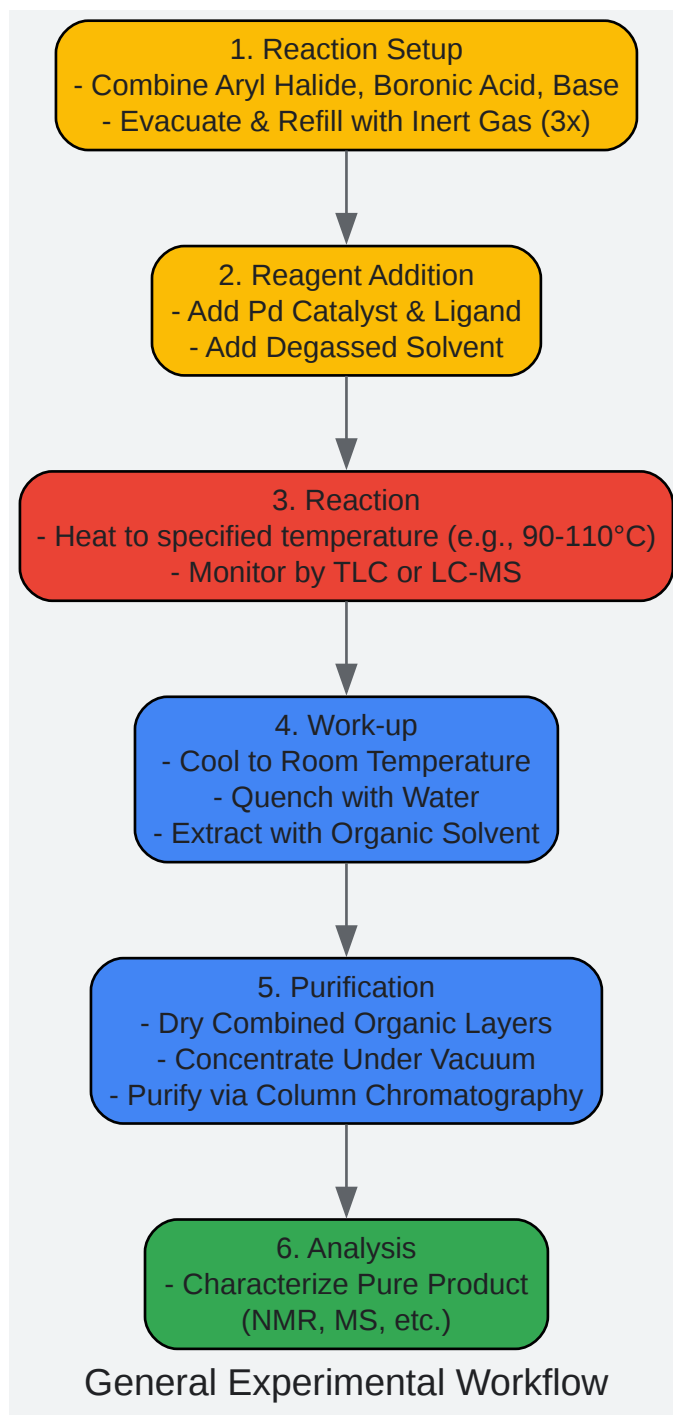 1. Reaction Setup
- Combine Aryl Halide, Boronic Acid, Base
- Evacuate & Refill with Inert Gas (3x)
2. Reagent Addition
- Add Pd Catalyst & Ligand
- Add Degassed Solvent
3. Reaction
- Heat to specified temperature (e.g., 90-110°C)
- Monitor by TLC or LC-MS
4. Work-up
- Cool to Room Temperature
- Quench with Water
- Extract with Organic Solvent
5. Purification
- Dry Combined Organic Layers
- Concentrate Under Vacuum
- Purify via Column Chromatography
6. Analysis
- Characterize Pure Product
(NMR, MS, etc.)
General Experimental Workflow